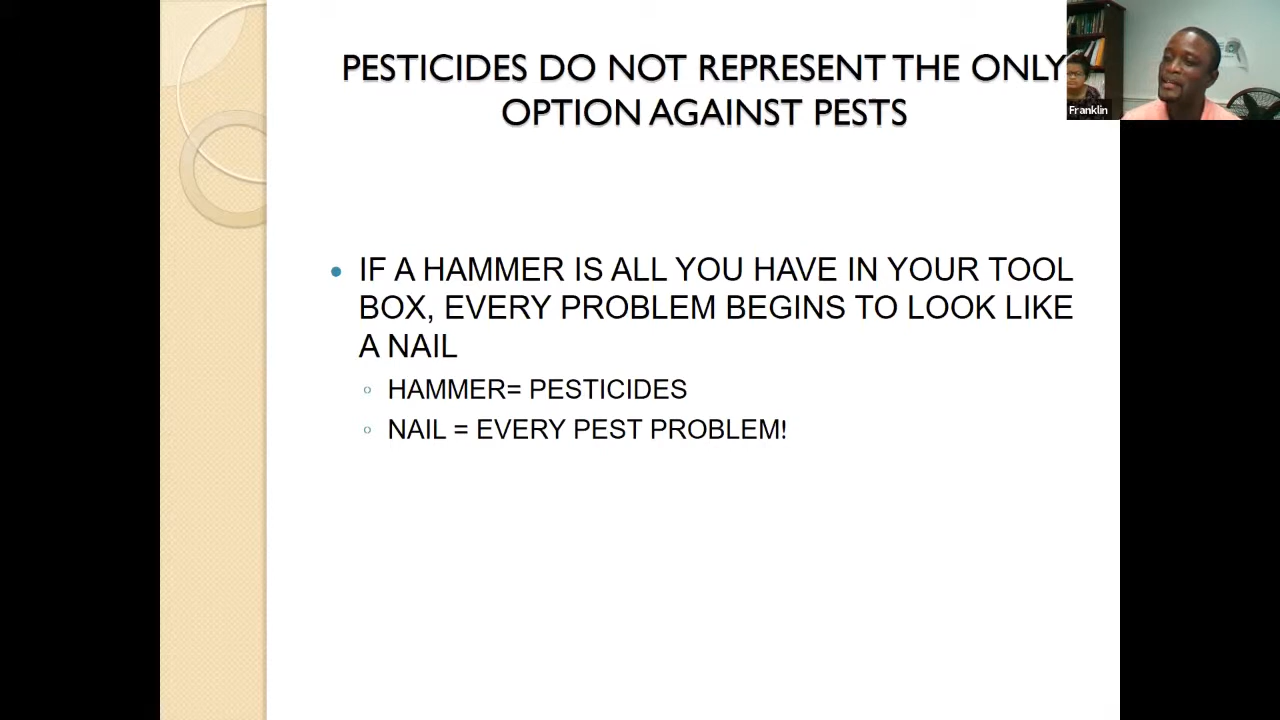 PESTICIDES DO NOT REPRESENT THE ONLY
OPTION AGAINST PESTS
Franklin
IF A HAMMER IS ALL YOU HAVE IN YOUR TOOL
BOX, EVERY PROBLEM BEGINS TO LOOK LIKE
A NAIL
HAMMER= PESTICIDES
NAIL = EVERY PEST PROBLEM!